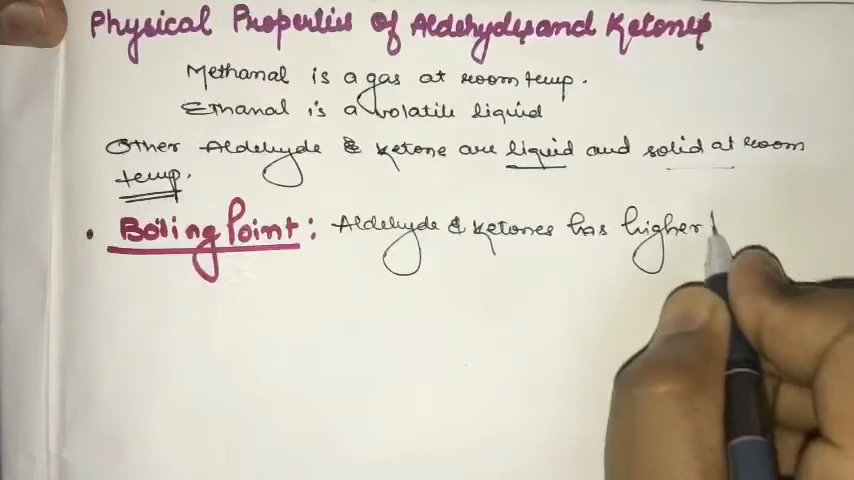 Physical Properties of Aldehydes and Ketones
Methanal is a gas at room temp.
Ethanal is a volatile liquid
Other Aldehyde & Ketone are liquid and solid at room
temp.
• Boiling Point: Aldehyde & Ketones has higher